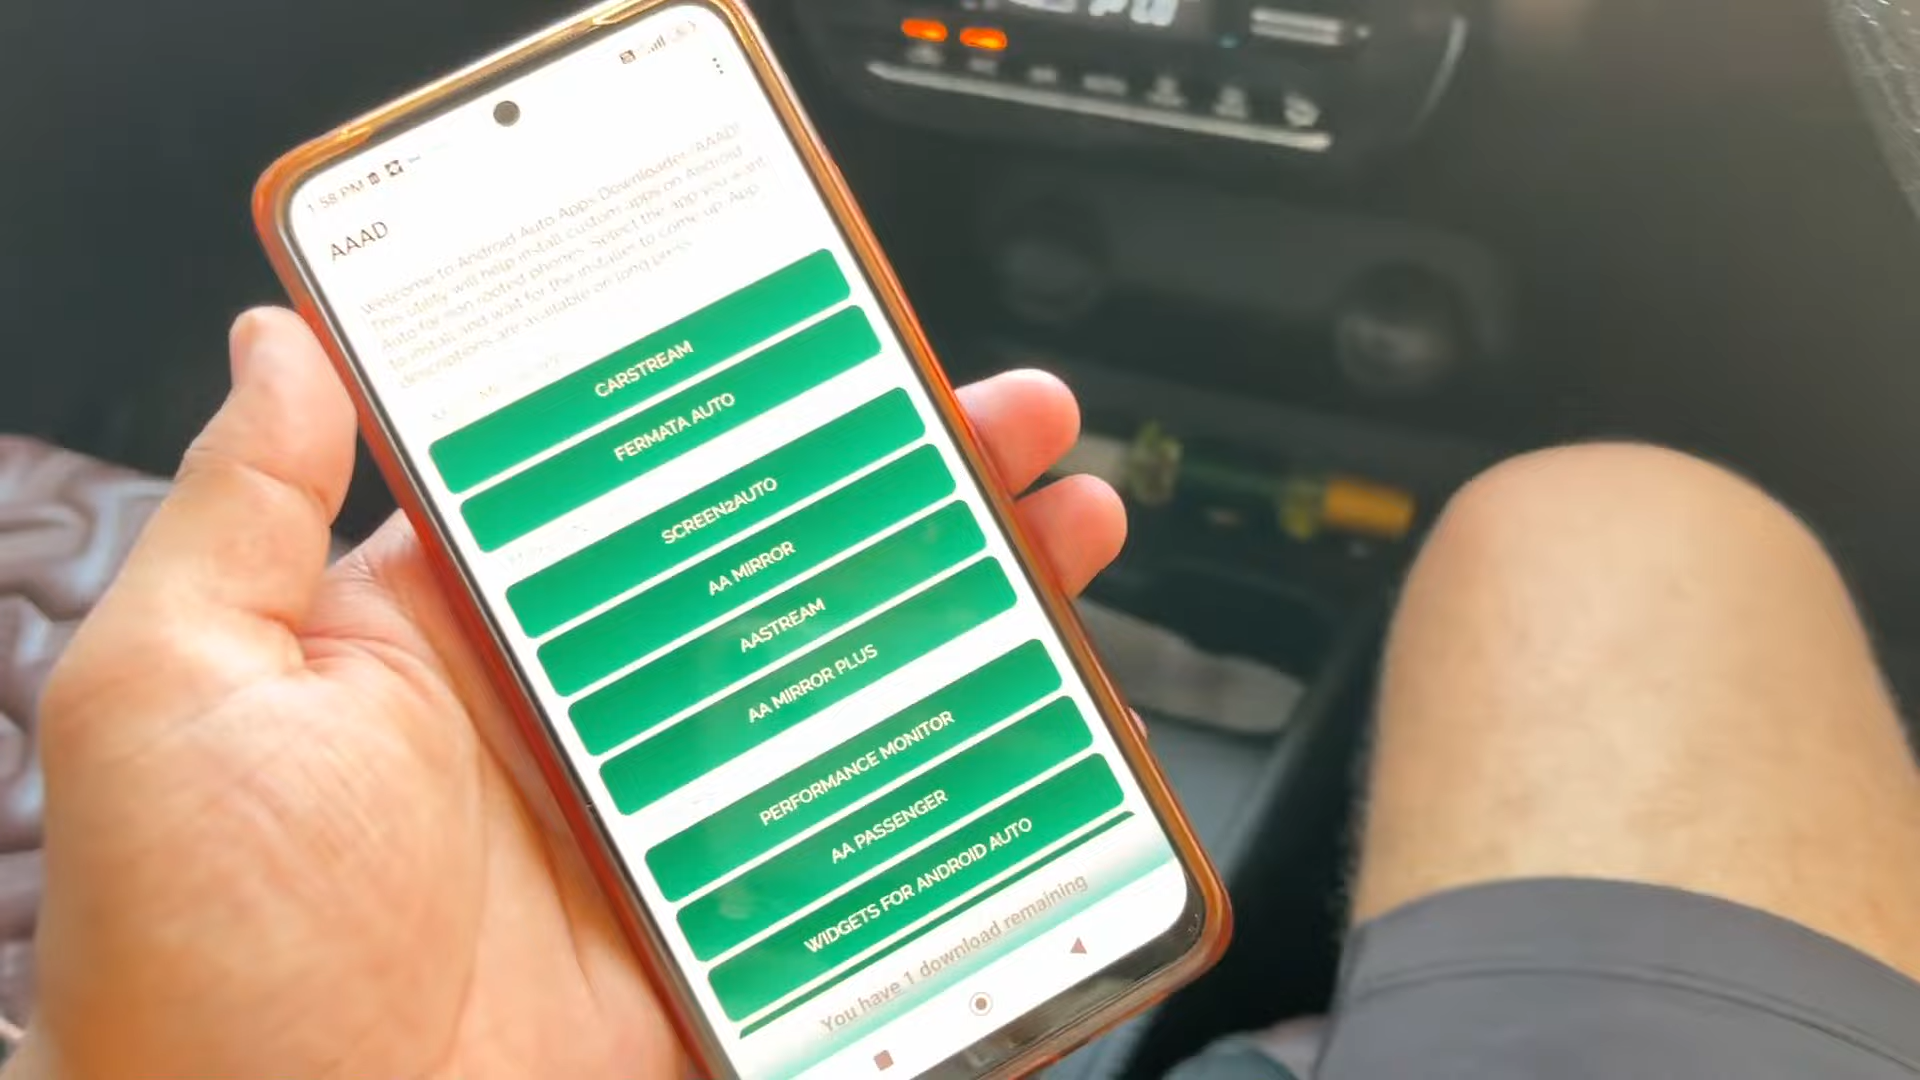 1:58 PM
AAAD
Welcome to Android Auto Apps Downloader (AAAD)!
This utility will help install custom apps on Android
Auto for non rooted phones. Select the app you want
to install, and wait for the installer to come up. App
descriptions are available on long press.
CARSTREAM
FERMATA AUTO
SCREEN2AUTO
AA MIRROR
AASTREAM
AA MIRROR PLUS
PERFORMANCE MONITOR
AA PASSENGER
WIDGETS FOR ANDROID AUTO
You have 1 download remaining